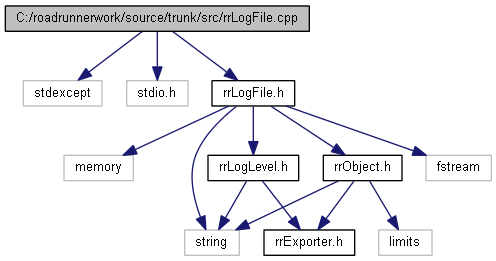 C:/roadrunnerwork/source/trunk/src/rrLogFile.cpp
stdexcept
stdio.h
rrLogFile.h
memory
rrLogLevel.h
rrObject.h
fstream
string
rrExporter.h
limits